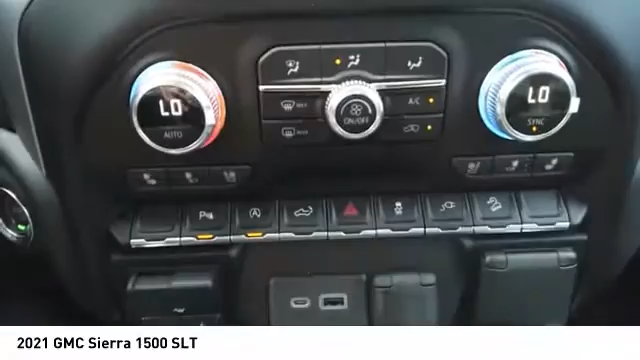 LO
AUTO
ON/OFF
A/C
LO
SYNC
2021 GMC Sierra 1500 SLT